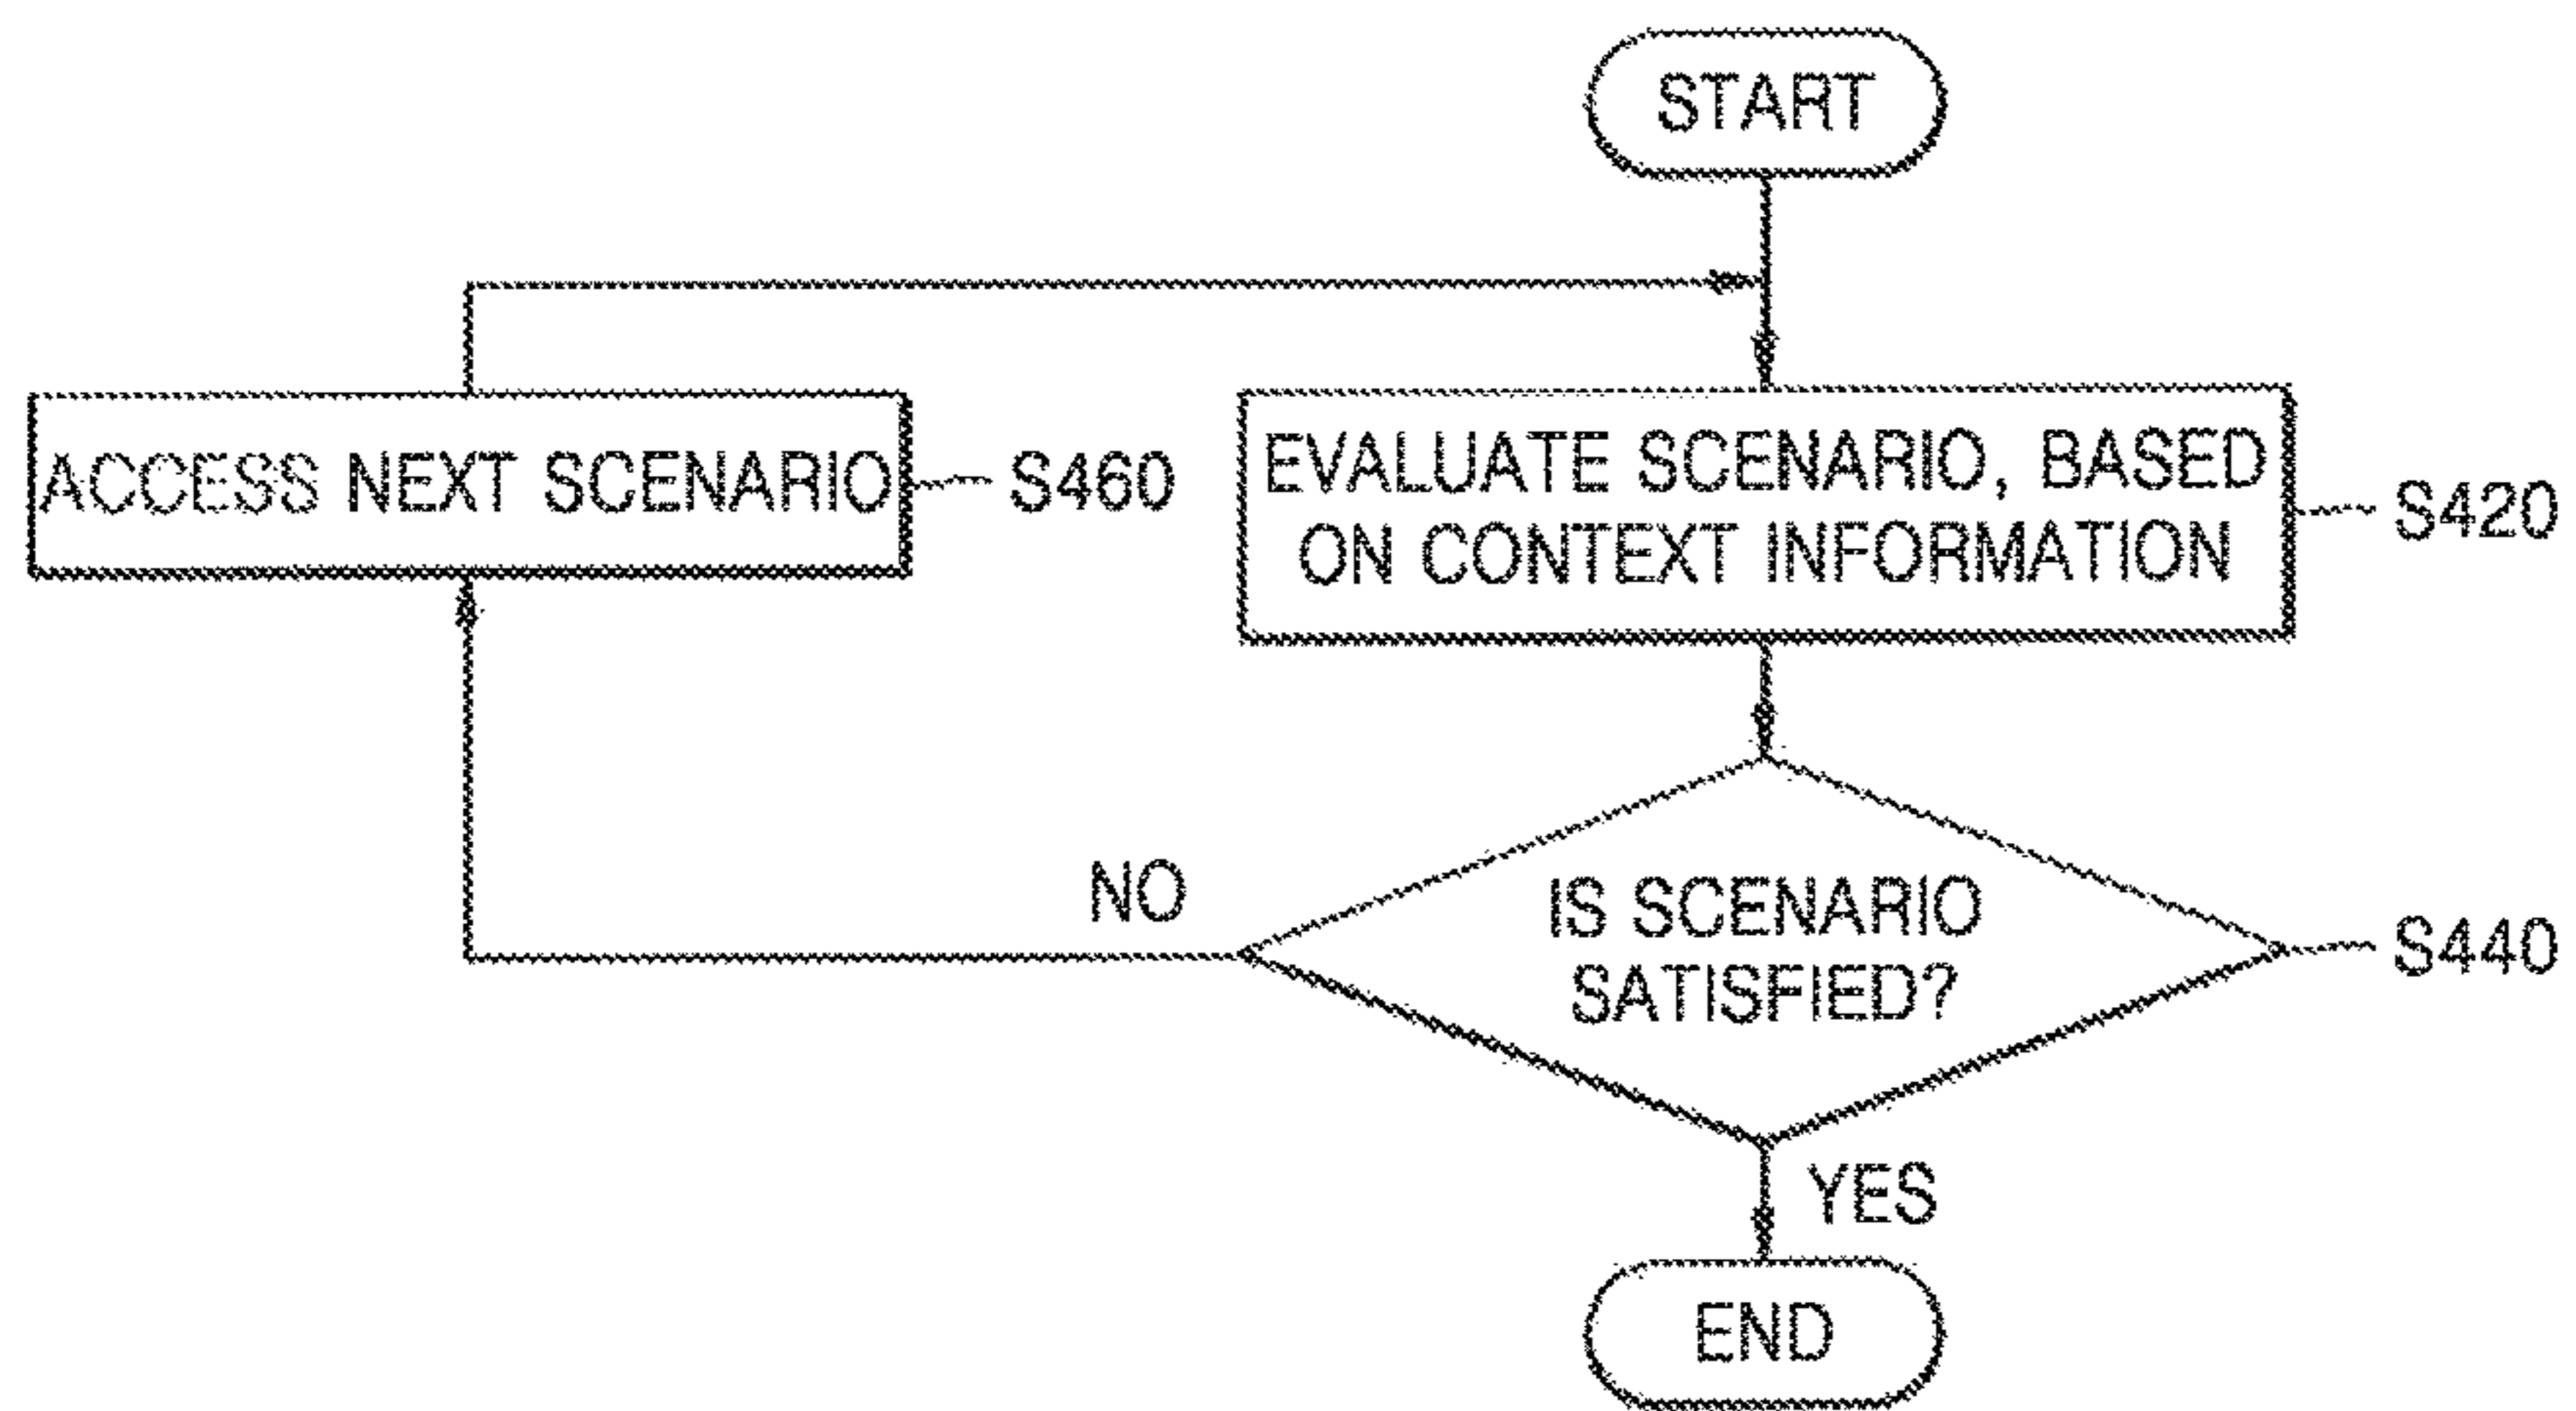 START
ACCESS NEXT SCENARIO
S460
EVALUATE SCENARIO, BASED
ON CONTEXT INFORMATION
S420
NO
IS SCENARIO
SATISFIED?
S440
YES
END